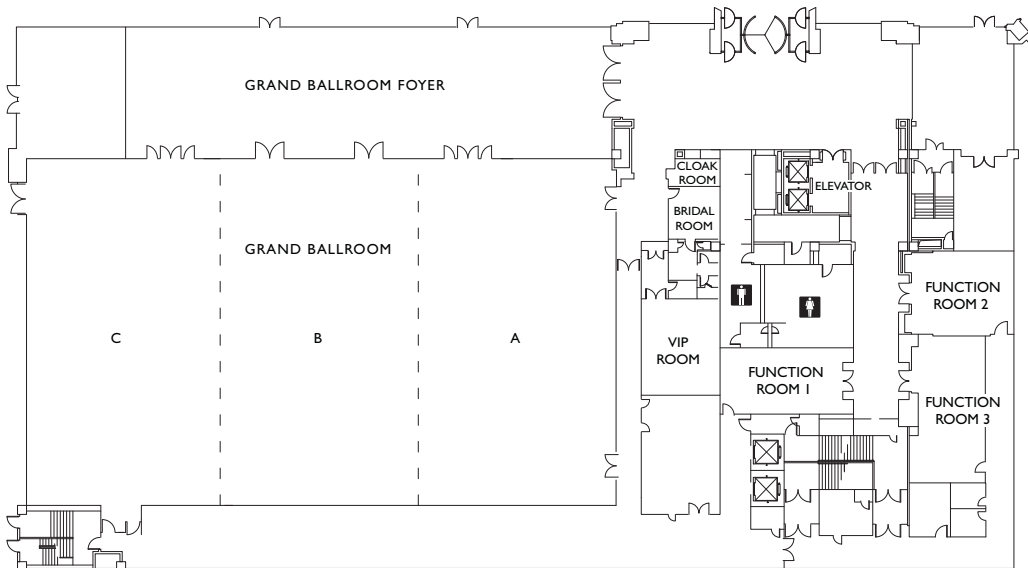 GRAND BALLROOM FOYER
CLOAK
ROOM
ELEVATOR
BRIDAL
ROOM
GRAND BALLROOM
FUNCTION
ROOM 2
C
B
A
VIP
ROOM
FUNCTION
ROOM 1
FUNCTION
ROOM 3